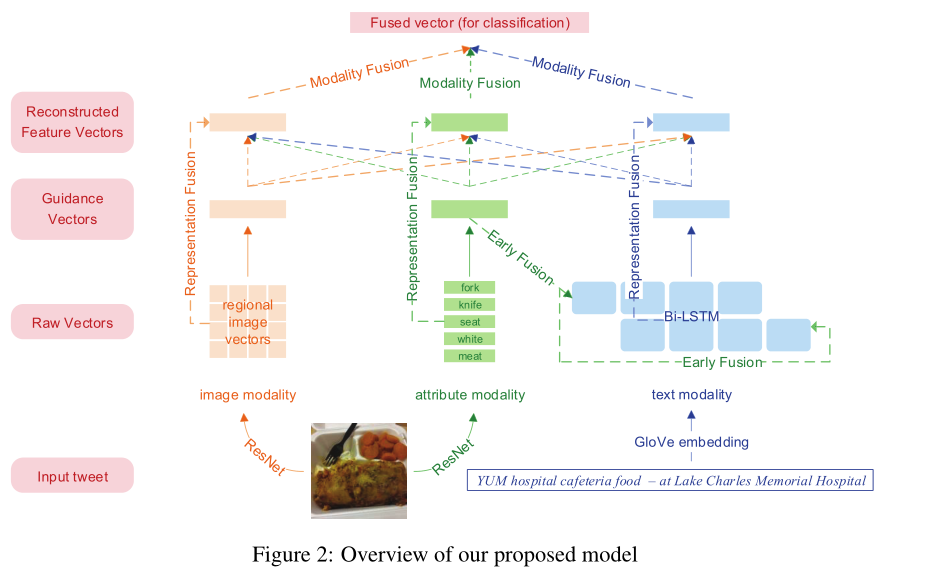 Fused vector (for classification)
Modality Fusion
Modality Fusion
Modality Fusion
Reconstructed
Feature Vectors
Representation Fusion
Representation Fusion
Representation Fusion
Guidance
Vectors
Early Fusion
Raw Vectors
regional
image
vectors
fork
knife
seat
white
meat
Bi-LSTM
Early Fusion
image modality
attribute modality
text modality
ResNet
ResNet
GloVe embedding
Input tweet
YUM hospital cafeteria food – at Lake Charles Memorial Hospital
Figure 2: Overview of our proposed model